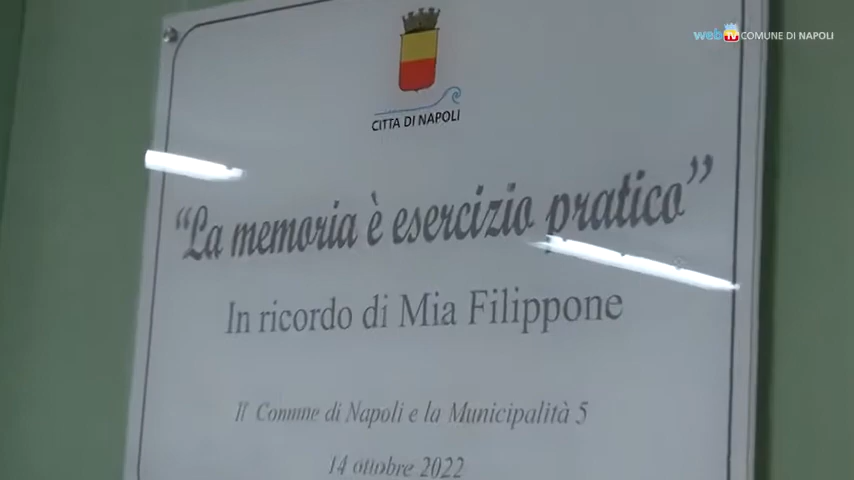 web TV COMUNE DI NAPOLI
CITTA DI NAPOLI
“La memoria è esercizio pratico”
In ricordo di Mia Filippone
Il Comune di Napoli e la Municipalità 5
14 ottobre 2022